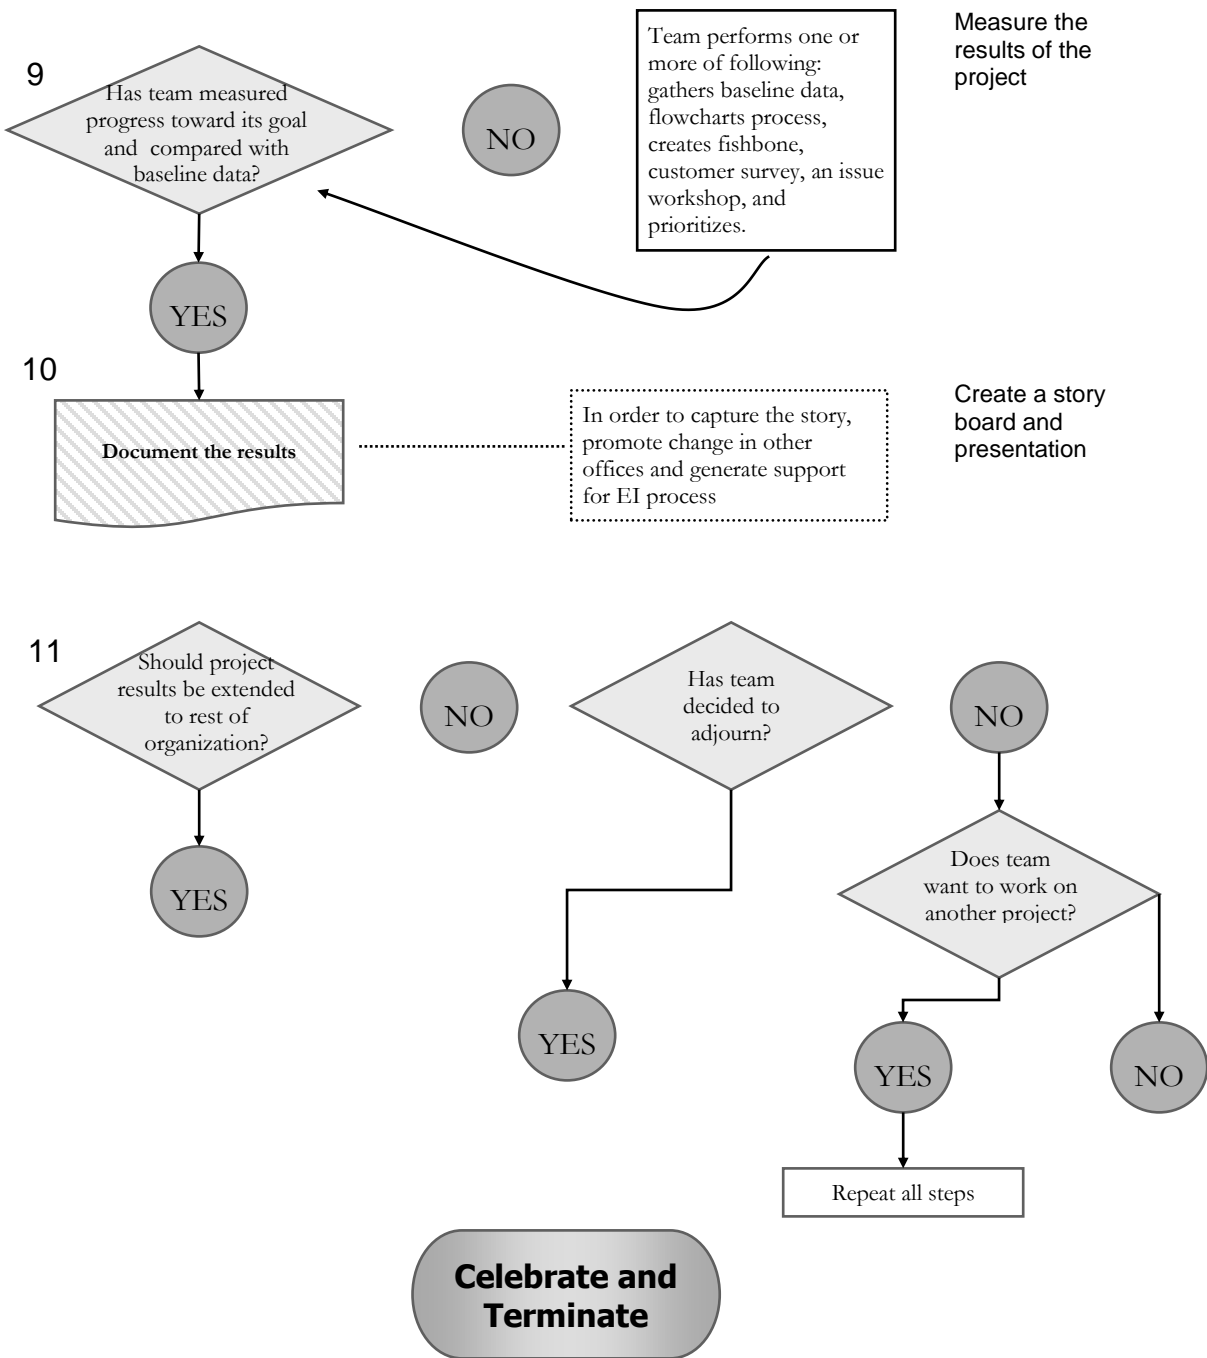 9
Has team measured
progress toward its goal
and compared with
baseline data?
NO
Team performs one or
more of following:
gathers baseline data,
flowcharts process,
creates fishbone,
customer survey, an issue
workshop, and
prioritizes.
Measure the
results of the
project
YES
10
Document the results
In order to capture the story,
promote change in other
offices and generate support
for EI process
Create a story
board and
presentation
11
Should project
results be extended
to rest of
organization?
NO
Has team
decided to
adjourn?
NO
YES
Does team
want to work on
another project?
YES
YES
NO
Repeat all steps
Celebrate and
Terminate